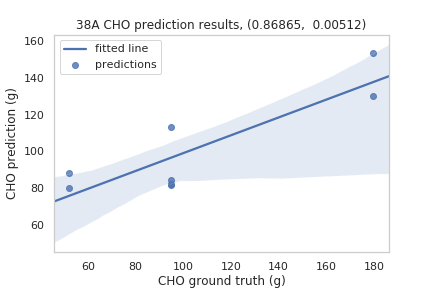 38A CHO prediction results, (0.86865,  0.00512)
fitted line
predictions
160
140
120
100
80
60
CHO prediction (g)
60 80 100 120 140 160 180
CHO ground truth (g)